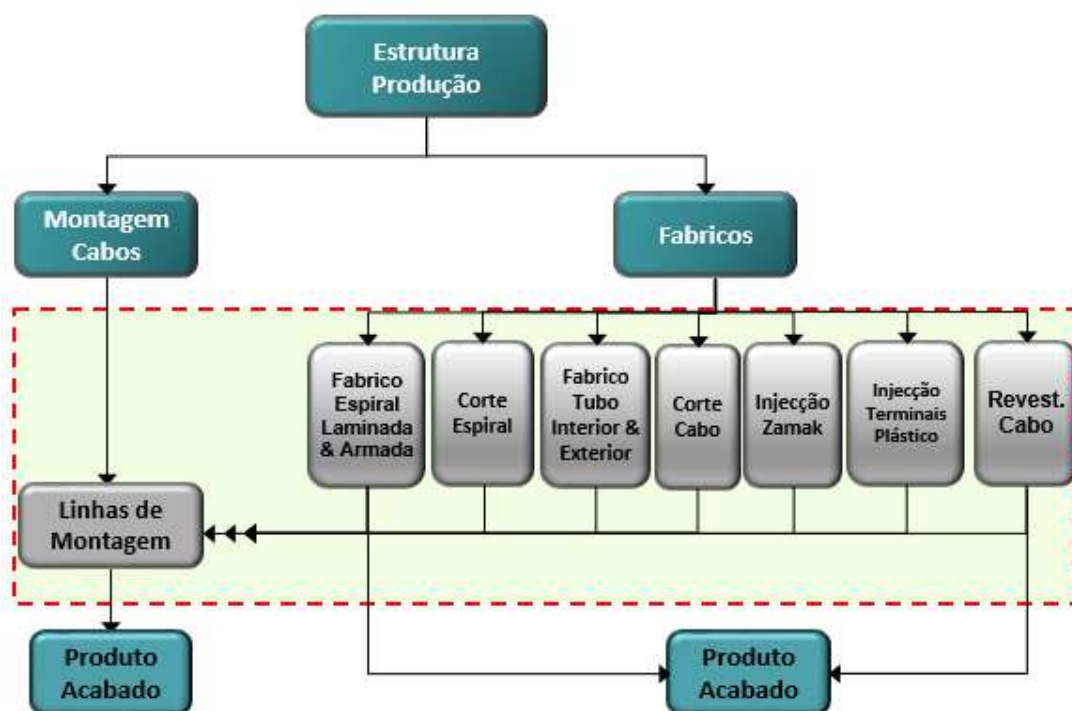 Estrutura
Produção
Montagem
Cabos
Fabricos
Fabrico
Espiral
Laminada
& Armada
Corte
Espiral
Fabrico
Tubo
Interior &
Exterior
Corte
Cabo
Injecção
Zamak
Injecção
Terminais
Plástico
Revest.
Cabo
Linhas de
Montagem
Produto
Acabado
Produto
Acabado